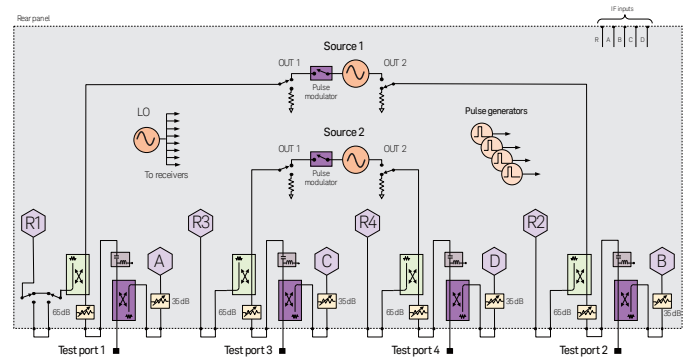 Rear panel
IF inputs
R A B C D
Source 1
OUT 1
OUT 2
Pulse
modulator
LO
To receivers
Pulse generators
Source 2
OUT 1
OUT 2
Pulse
modulator
R1
R3
R4
R2
A
C
D
B
65dB
35dB
65dB
35dB
65dB
35dB
65dB
35dB
Test port 1
Test port 3
Test port 4
Test port 2